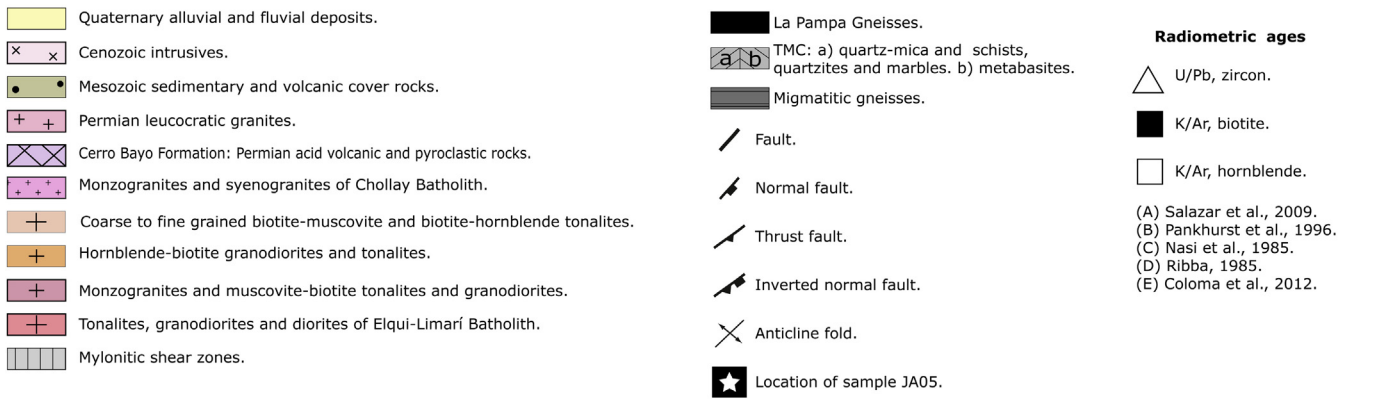 Quaternary alluvial and fluvial deposits.
Cenozoic intrusives.
Mesozoic sedimentary and volcanic cover rocks.
Permian leucocratic granites.
Cerro Bayo Formation: Permian acid volcanic and pyroclastic rocks.
Monzogranites and syenogranites of Chollay Batholith.
Coarse to fine grained biotite-muscovite and biotite-hornblende tonalites.
Hornblende-biotite granodiorites and tonalites.
Monzogranites and muscovite-biotite tonalites and granodiorites.
Tonalites, granodiorites and diorites of Elqui-Limarí Batholith.
Mylonitic shear zones.
La Pampa Gneisses.
a b
TMC: a) quartz-mica and schists,
quartzites and marbles. b) metabasites.
Migmatitic gneisses.
Fault.
Normal fault.
Thrust fault.
Inverted normal fault.
Anticline fold.
Location of sample JA05.
Radiometric ages
U/Pb, zircon.
K/Ar, biotite.
K/Ar, hornblende.
(A) Salazar et al., 2009.
(B) Pankhurst et al., 1996.
(C) Nasi et al., 1985.
(D) Ribba, 1985.
(E) Coloma et al., 2012.